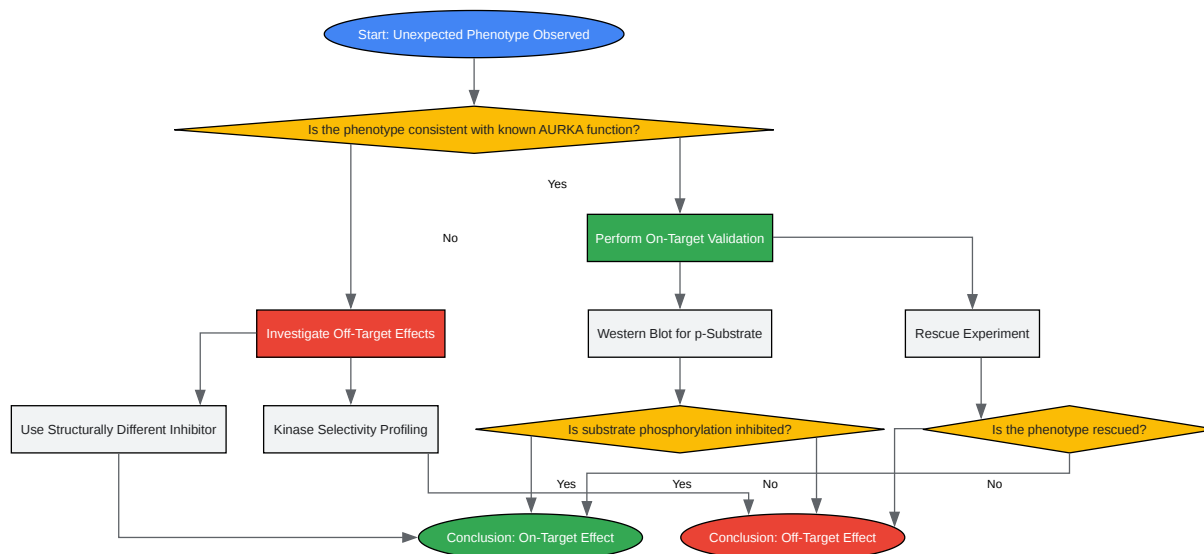 Start: Unexpected Phenotype Observed
Is the phenotype consistent with known AURKA function?
Yes
No
Perform On-Target Validation
Investigate Off-Target Effects
Western Blot for p-Substrate
Rescue Experiment
Use Structurally Different Inhibitor
Kinase Selectivity Profiling
Is substrate phosphorylation inhibited?
Is the phenotype rescued?
Yes
Yes
No
No
Conclusion: On-Target Effect
Conclusion: Off-Target Effect